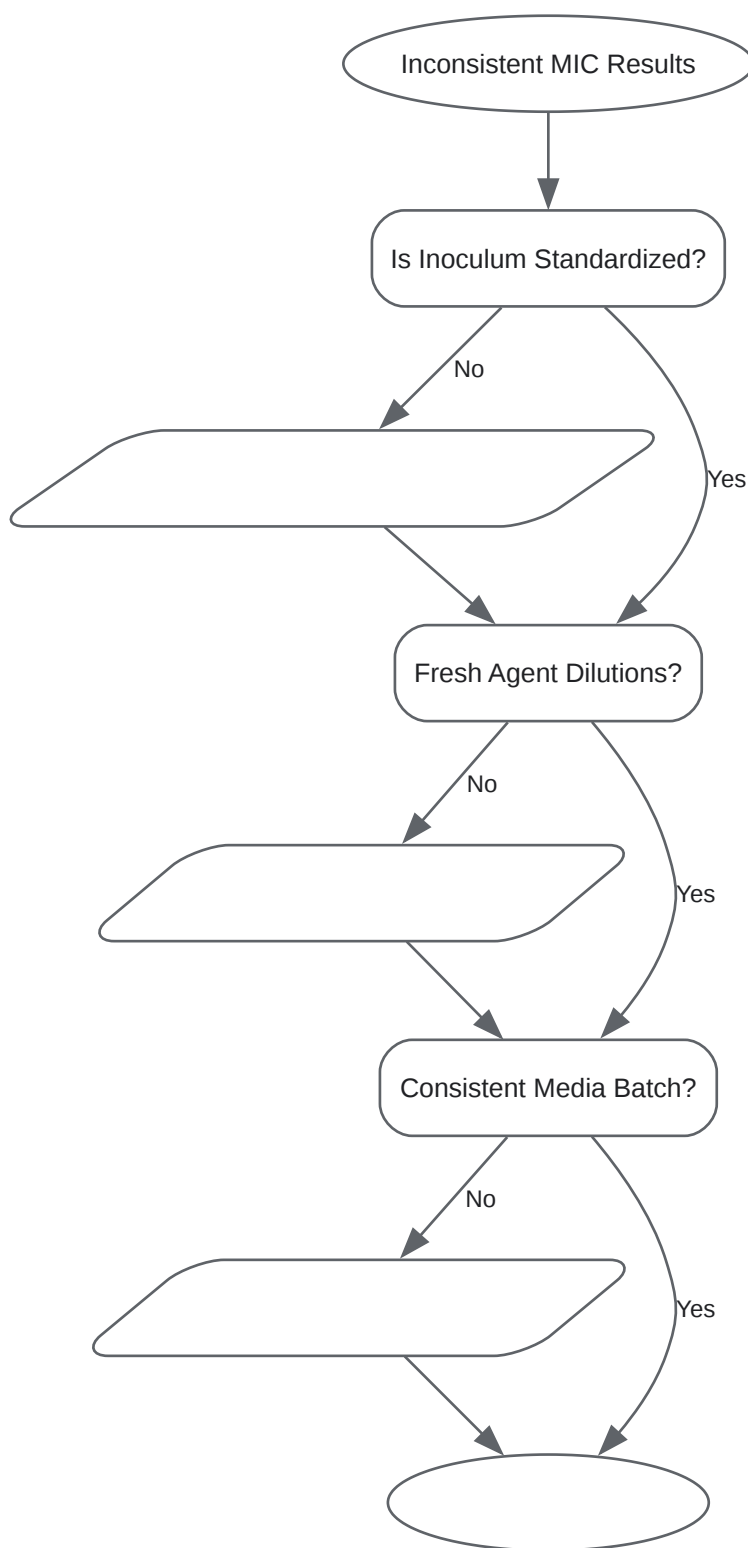 Inconsistent MIC Results
Is Inoculum Standardized?
No
Yes
Fresh Agent Dilutions?
No
Yes
Consistent Media Batch?
No
Yes